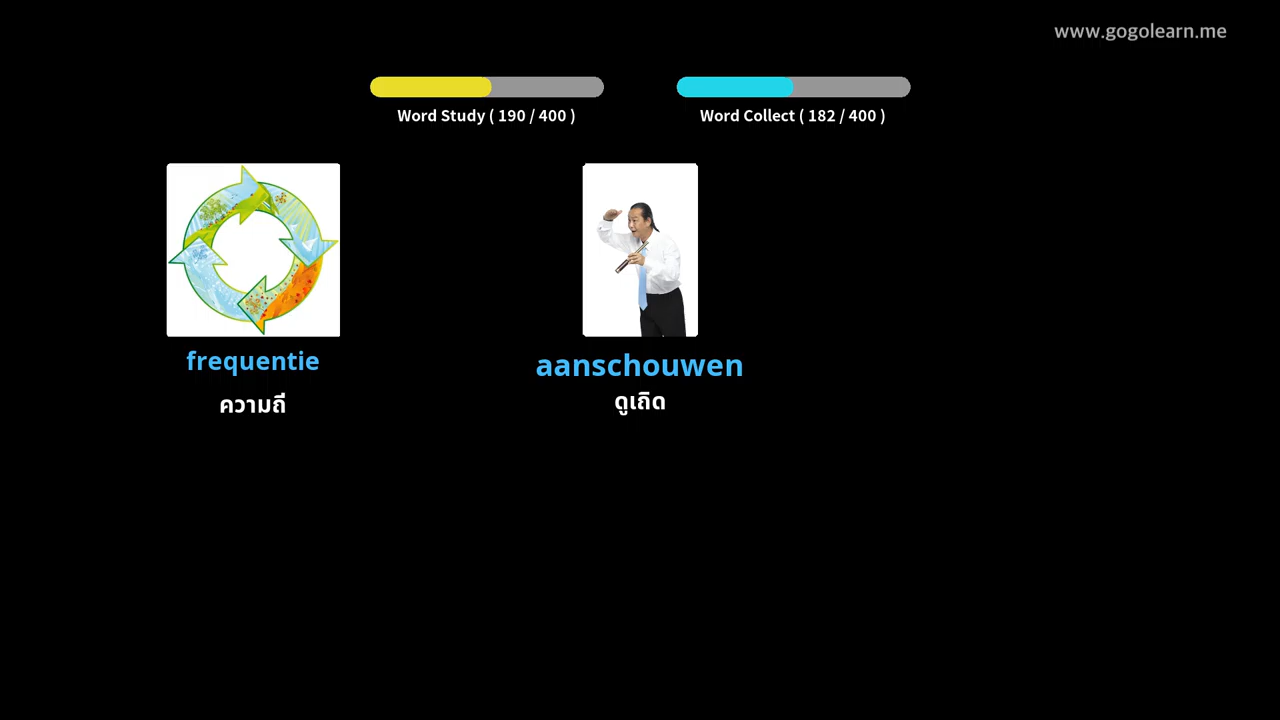 www.gogolearn.me
Word Study ( 190 / 400 )
Word Collect ( 182 / 400 )
frequentie
ความถี่
aanschouwen
ดูเถิด